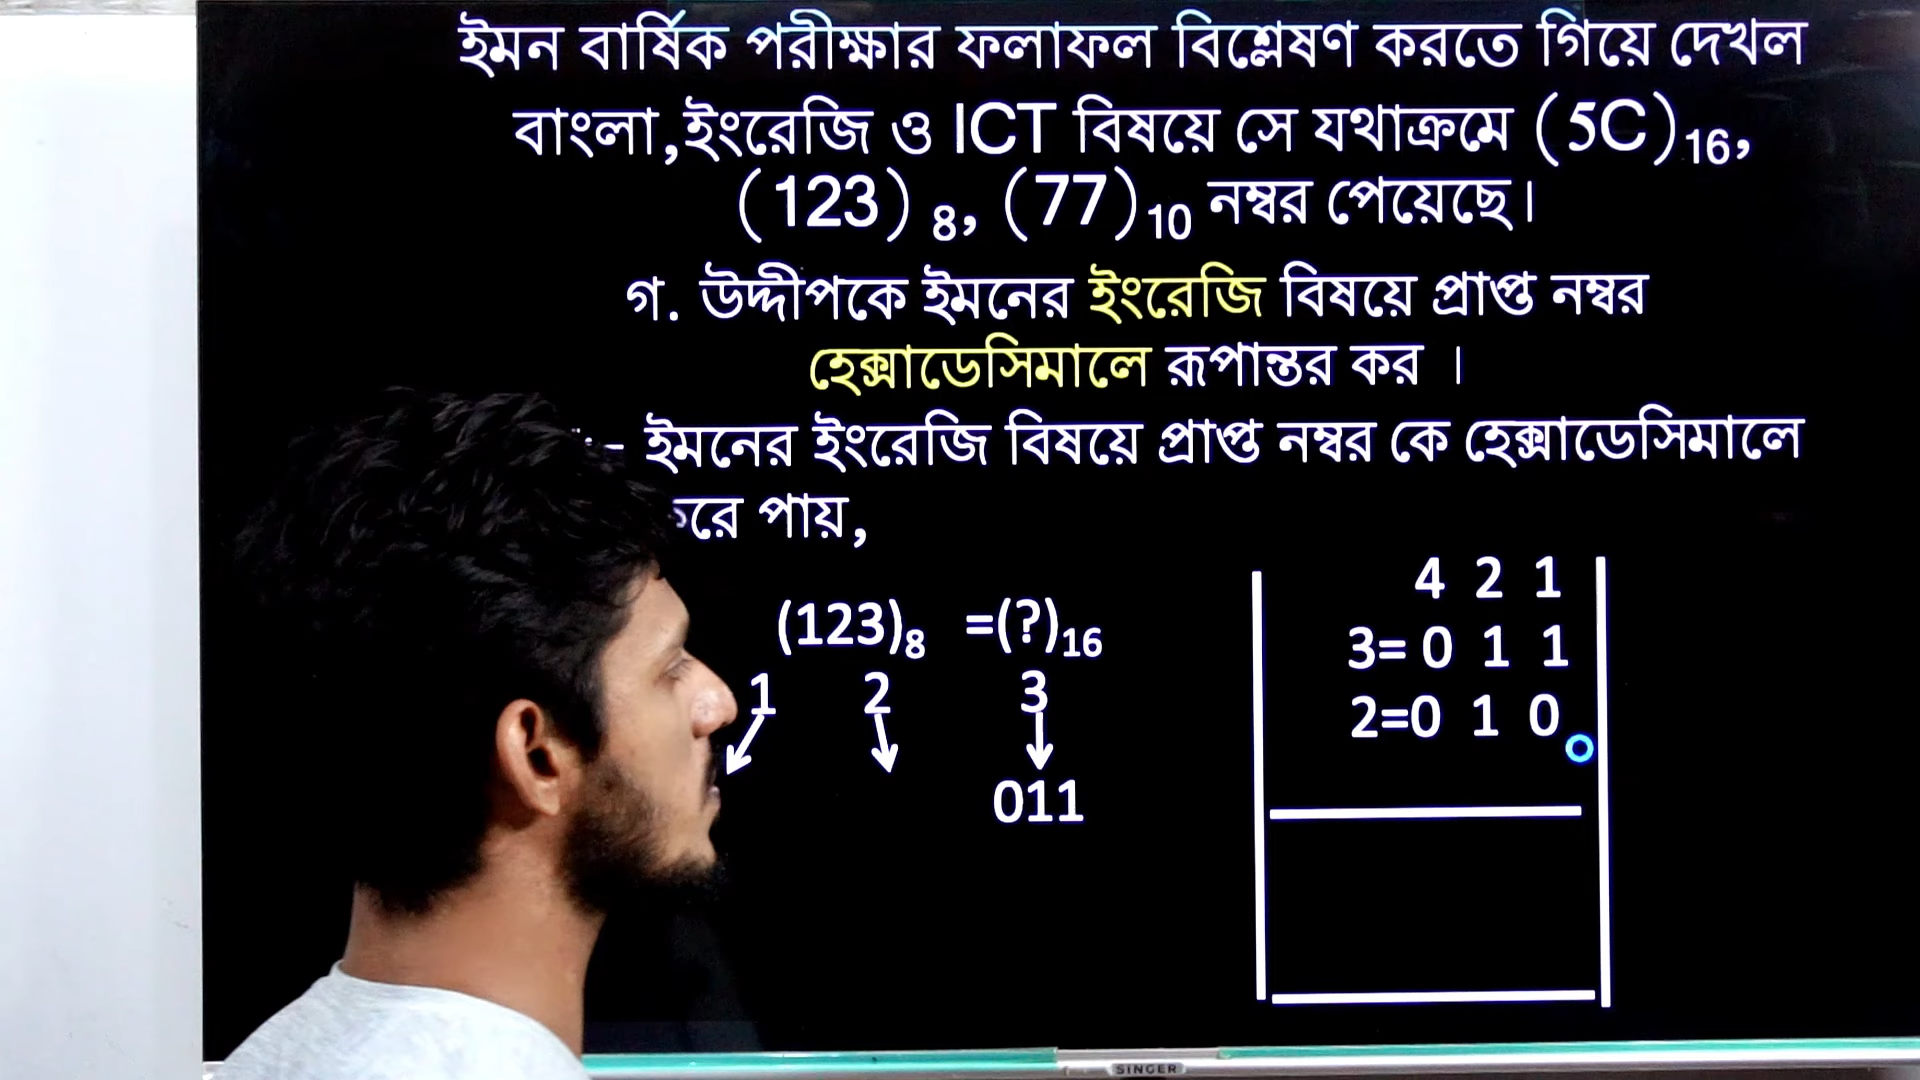 ইমন বার্ষিক পরীক্ষার ফলাফল বিশ্লেষণ করতে গিয়ে দেখল
বাংলা,ইংরেজি ও ICT বিষয়ে সে যথাক্রমে (5C)16,
(123) 8, (77)10 নম্বর পেয়েছে।
গ. উদ্দীপকে ইমনের ইংরেজি বিষয়ে প্রাপ্ত নম্বর
হেক্সাডেসিমালে রূপান্তর কর ।
- ইমনের ইংরেজি বিষয়ে প্রাপ্ত নম্বর কে হেক্সাডেসিমালে
পায়,
(123)8 =(?)16
1 2 3
011
4 2 1
3= 0 1 1
2=0 1 0
SINGER